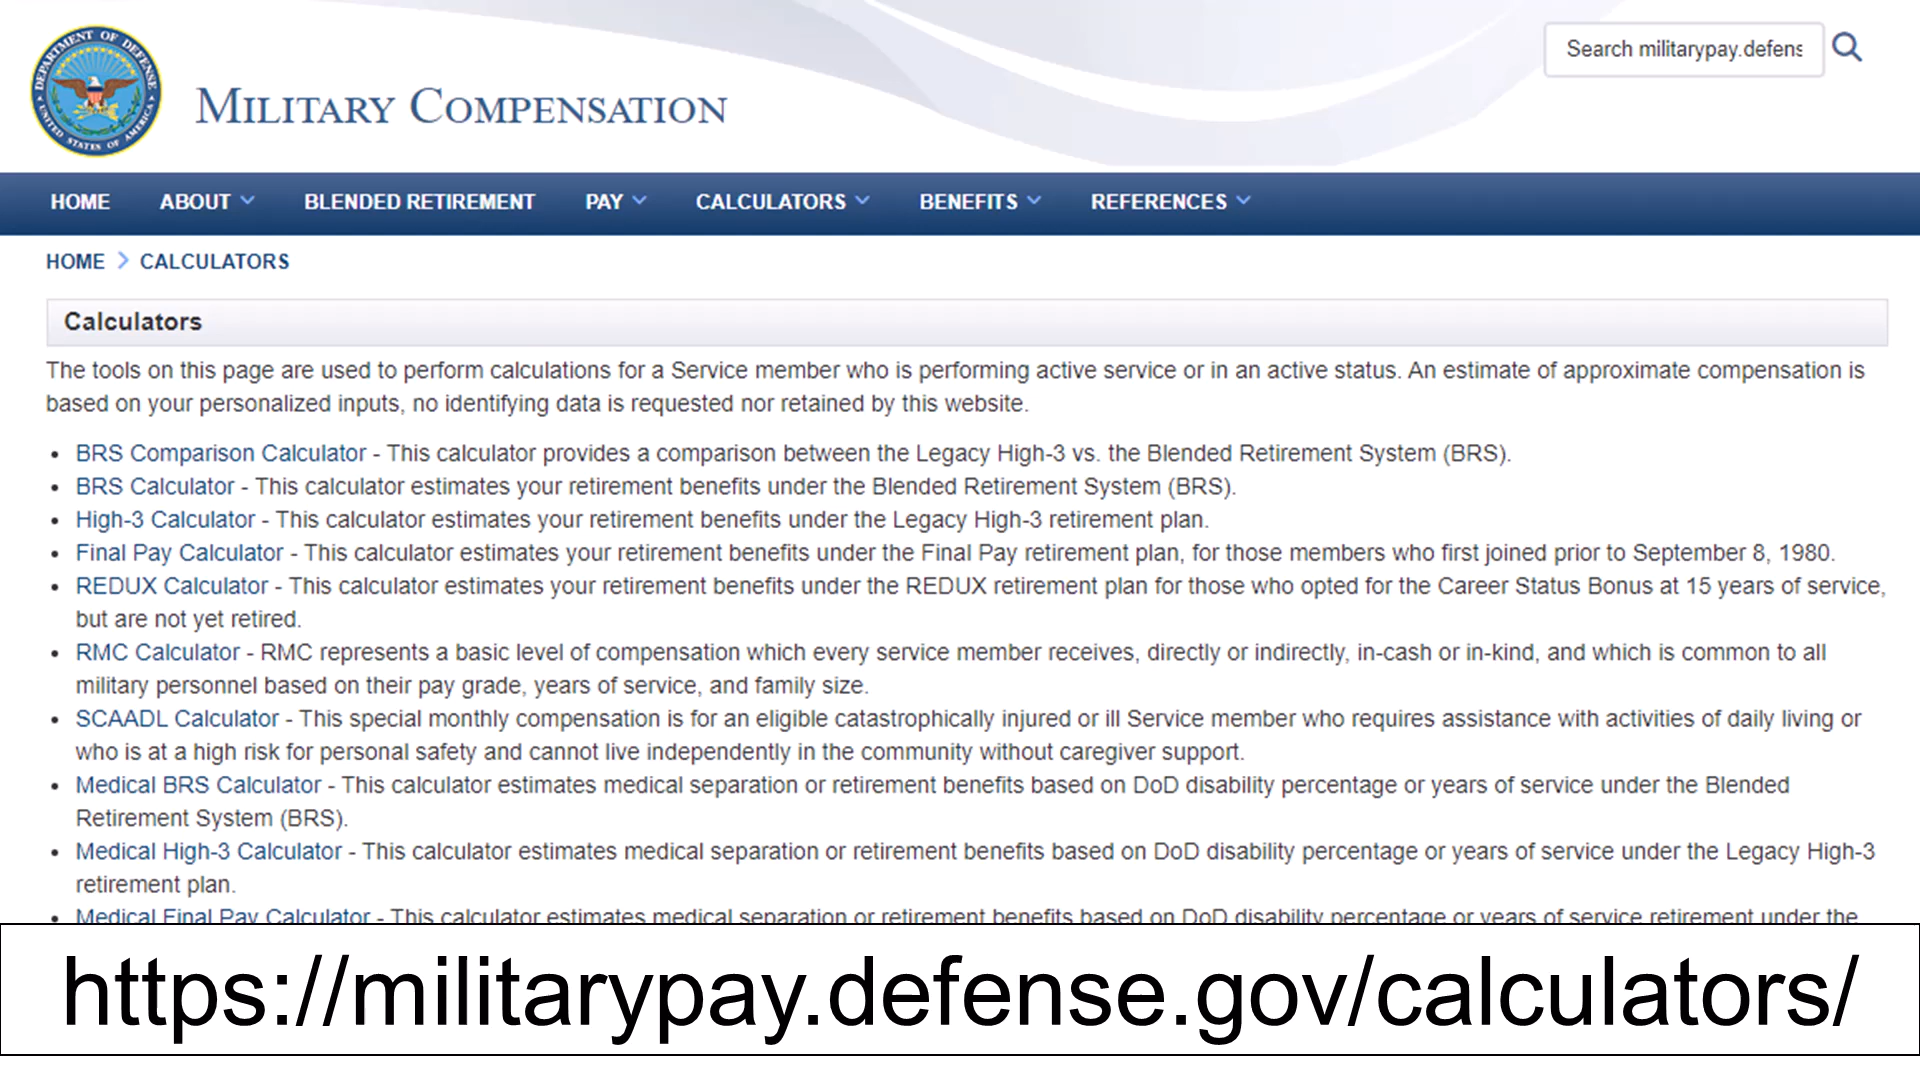 DEPARTMENT OF DEFENSE
UNITED STATES OF AMERICA
MILITARY COMPENSATION
Search militarypay.defens
HOME ABOUT BLENDED RETIREMENT PAY CALCULATORS BENEFITS REFERENCES
HOME > CALCULATORS
Calculators
The tools on this page are used to perform calculations for a Service member who is performing active service or in an active status. An estimate of approximate compensation is
based on your personalized inputs, no identifying data is requested nor retained by this website.
• BRS Comparison Calculator - This calculator provides a comparison between the Legacy High-3 vs. the Blended Retirement System (BRS).
• BRS Calculator - This calculator estimates your retirement benefits under the Blended Retirement System (BRS).
• High-3 Calculator - This calculator estimates your retirement benefits under the Legacy High-3 retirement plan.
• Final Pay Calculator - This calculator estimates your retirement benefits under the Final Pay retirement plan, for those members who first joined prior to September 8, 1980.
• REDUX Calculator - This calculator estimates your retirement benefits under the REDUX retirement plan for those who opted for the Career Status Bonus at 15 years of service,
but are not yet retired.
• RMC Calculator - RMC represents a basic level of compensation which every service member receives, directly or indirectly, in-cash or in-kind, and which is common to all
military personnel based on their pay grade, years of service, and family size.
• SCAADL Calculator - This special monthly compensation is for an eligible catastrophically injured or ill Service member who requires assistance with activities of daily living or
who is at a high risk for personal safety and cannot live independently in the community without caregiver support.
• Medical BRS Calculator - This calculator estimates medical separation or retirement benefits based on DoD disability percentage or years of service under the Blended
Retirement System (BRS).
• Medical High-3 Calculator - This calculator estimates medical separation or retirement benefits based on DoD disability percentage or years of service under the Legacy High-3
retirement plan.
• Medical Final Pay Calculator - This calculator estimates medical separation or retirement benefits based on DoD disability percentage or years of service retirement under the
https://militarypay.defense.gov/calculators/